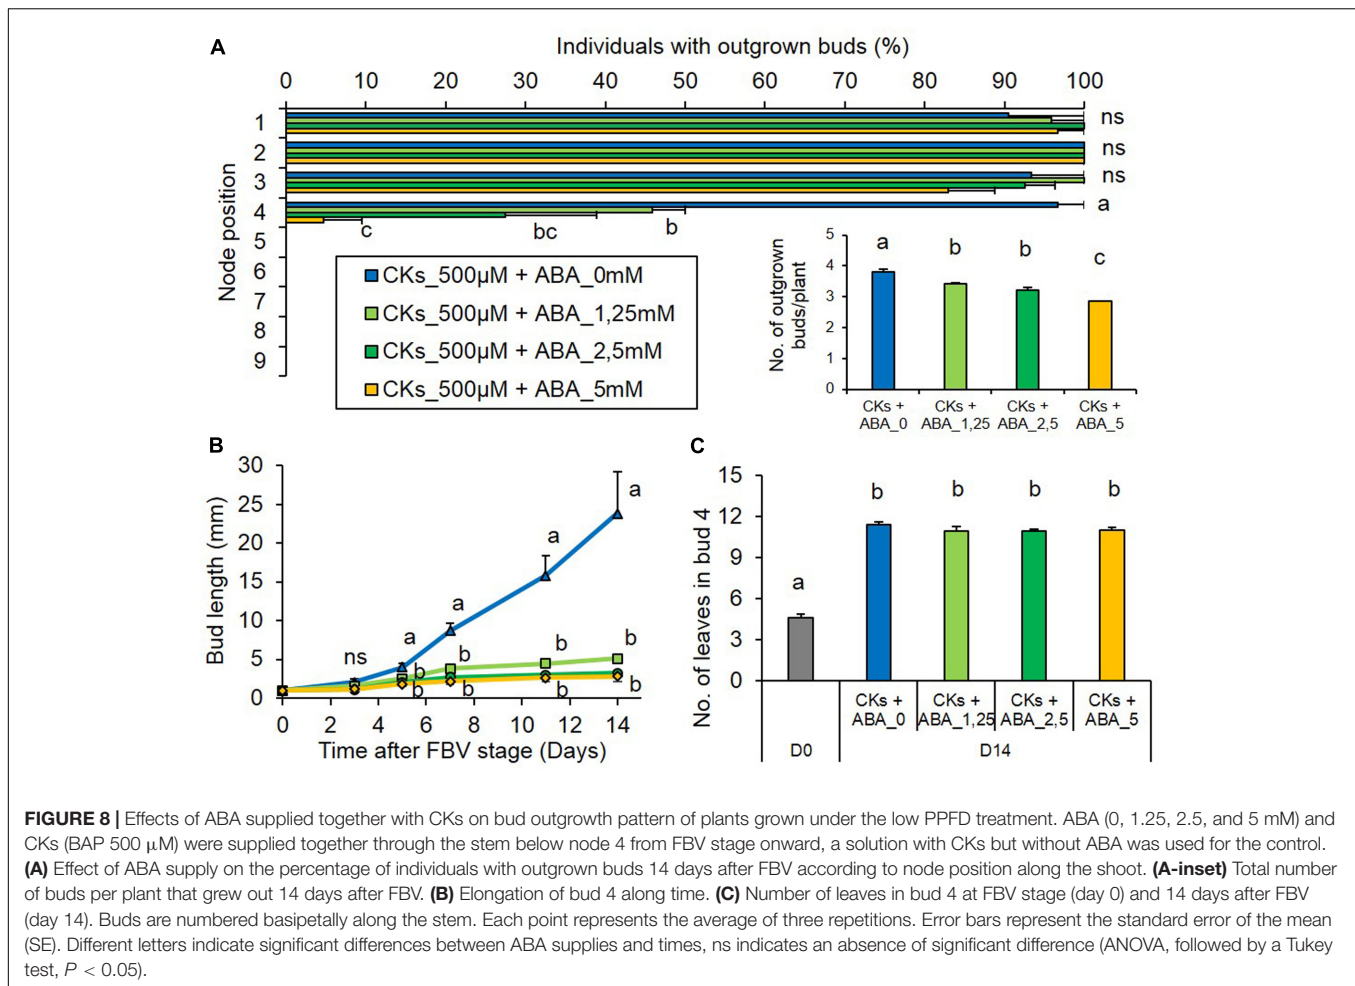 A
Individuals with outgrown buds (%)
0 10 20 30 40 50 60 70 80 90 100
Node position
1 ns
2 ns
3 ns
4 a
c bc b
5
6
7
8
9
CKs_500µM + ABA_0mM
CKs_500µM + ABA_1,25mM
CKs_500µM + ABA_2,5mM
CKs_500µM + ABA_5mM
No. of outgrown
buds/plant
5
4
3
2
1
0
a b b c
CKs + CKs + CKs + CKs +
ABA_0 ABA_1,25 ABA_2,5 ABA_5
B
Bud length (mm)
30
25
20
15
10
5
0
ns a a a a
b b b b
b b b b
0 2 4 6 8 10 12 14
Time after FBV stage (Days)
C
No. of leaves in bud 4
15
12
9
6
3
0
a b b b b
CKs + CKs + CKs + CKs +
ABA_0 ABA_1,25 ABA_2,5 ABA_5
D0 D14
FIGURE 8 | Effects of ABA supplied together with CKs on bud outgrowth pattern of plants grown under the low PPFD treatment. ABA (0, 1.25, 2.5, and 5 mM) and
CKs (BAP 500 µM) were supplied together through the stem below node 4 from FBV stage onward, a solution with CKs but without ABA was used for the control.
(A) Effect of ABA supply on the percentage of individuals with outgrown buds 14 days after FBV according to node position along the shoot. (A-inset) Total number
of buds per plant that grew out 14 days after FBV. (B) Elongation of bud 4 along time. (C) Number of leaves in bud 4 at FBV stage (day 0) and 14 days after FBV
(day 14). Buds are numbered basipetally along the stem. Each point represents the average of three repetitions. Error bars represent the standard error of the mean
(SE). Different letters indicate significant differences between ABA supplies and times, ns indicates an absence of significant difference (ANOVA, followed by a Tukey
test, P < 0.05).